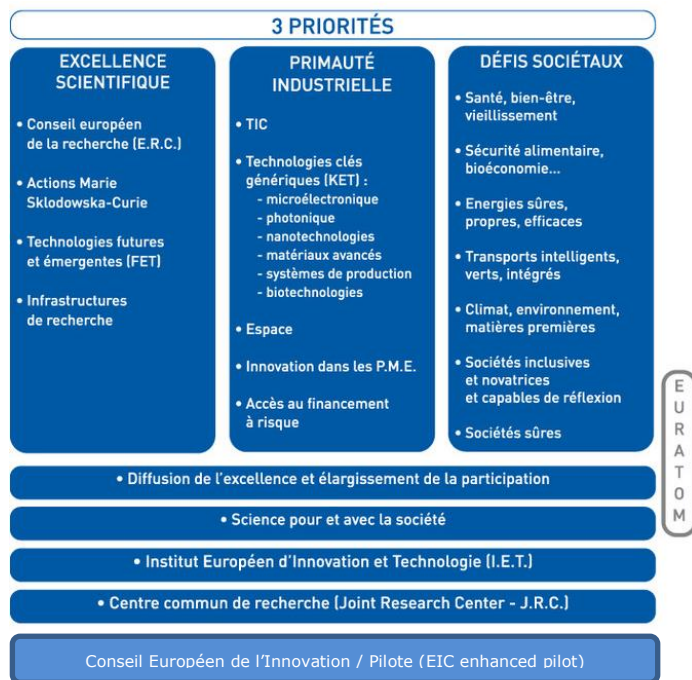 3 PRIORITÉS
EXCELLENCE
SCIENTIFIQUE
• Conseil européen
de la recherche (E.R.C.)
• Actions Marie
Sklodowska-Curie
• Technologies futures
et émergentes (FET)
• Infrastructures
de recherche
PRIMAUTÉ
INDUSTRIELLE
• TIC
• Technologies clés
génériques (KET) :
- microélectronique
- photonique
- nanotechnologies
- matériaux avancés
- systèmes de production
- biotechnologies
• Espace
• Innovation dans les P.M.E.
• Accès au financement
à risque
DÉFIS SOCIÉTAUX
• Santé, bien-être,
vieillissement
• Sécurité alimentaire,
bioéconomie...
• Energies sûres,
propres, efficaces
• Transports intelligents,
verts, intégrés
• Climat, environnement,
matières premières
• Sociétés inclusives
et novatrices
et capables de réflexion
• Sociétés sûres
EURATOM
• Diffusion de l'excellence et élargissement de la participation
• Science pour et avec la société
• Institut Européen d'Innovation et Technologie (I.E.T.)
• Centre commun de recherche (Joint Research Center - J.R.C.)
Conseil Européen de l'Innovation / Pilote (EIC enhanced pilot)